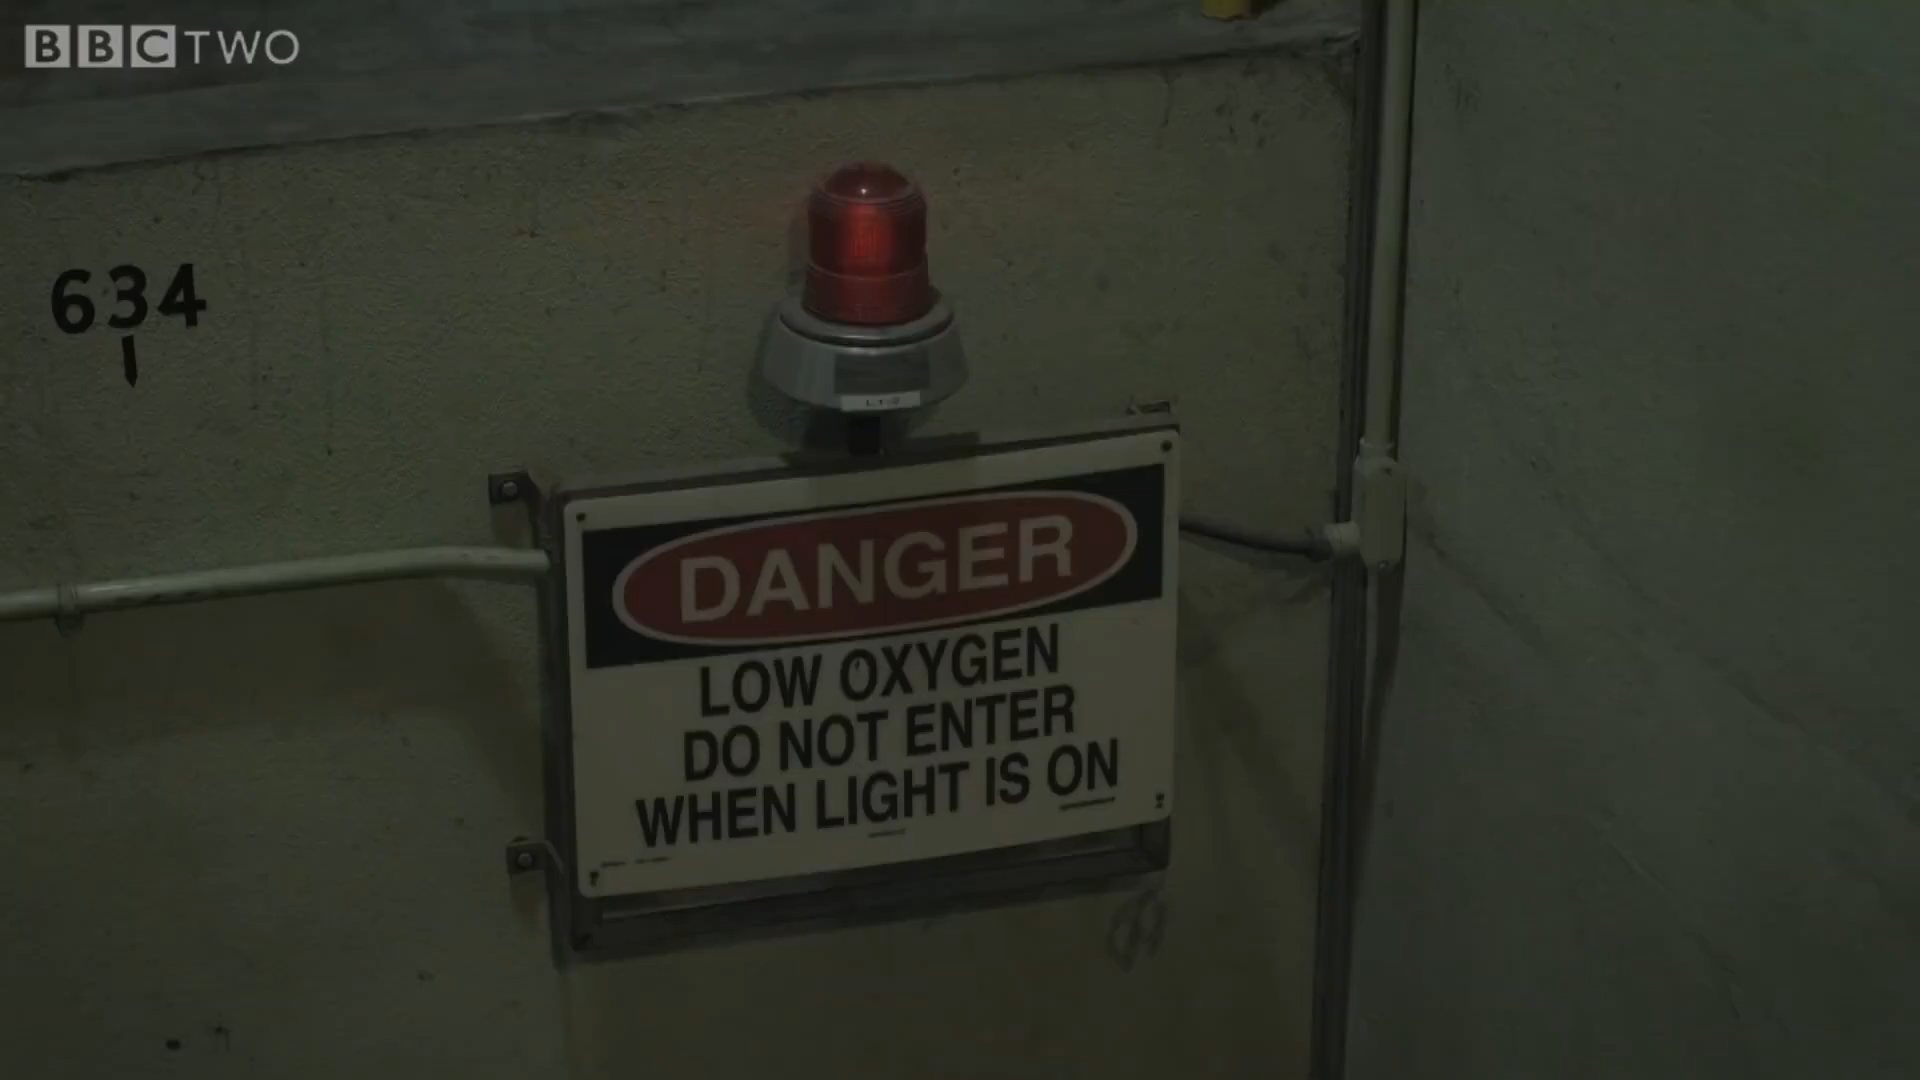 BBC TWO
634
DANGER
LOW OXYGEN
DO NOT ENTER
WHEN LIGHT IS ON